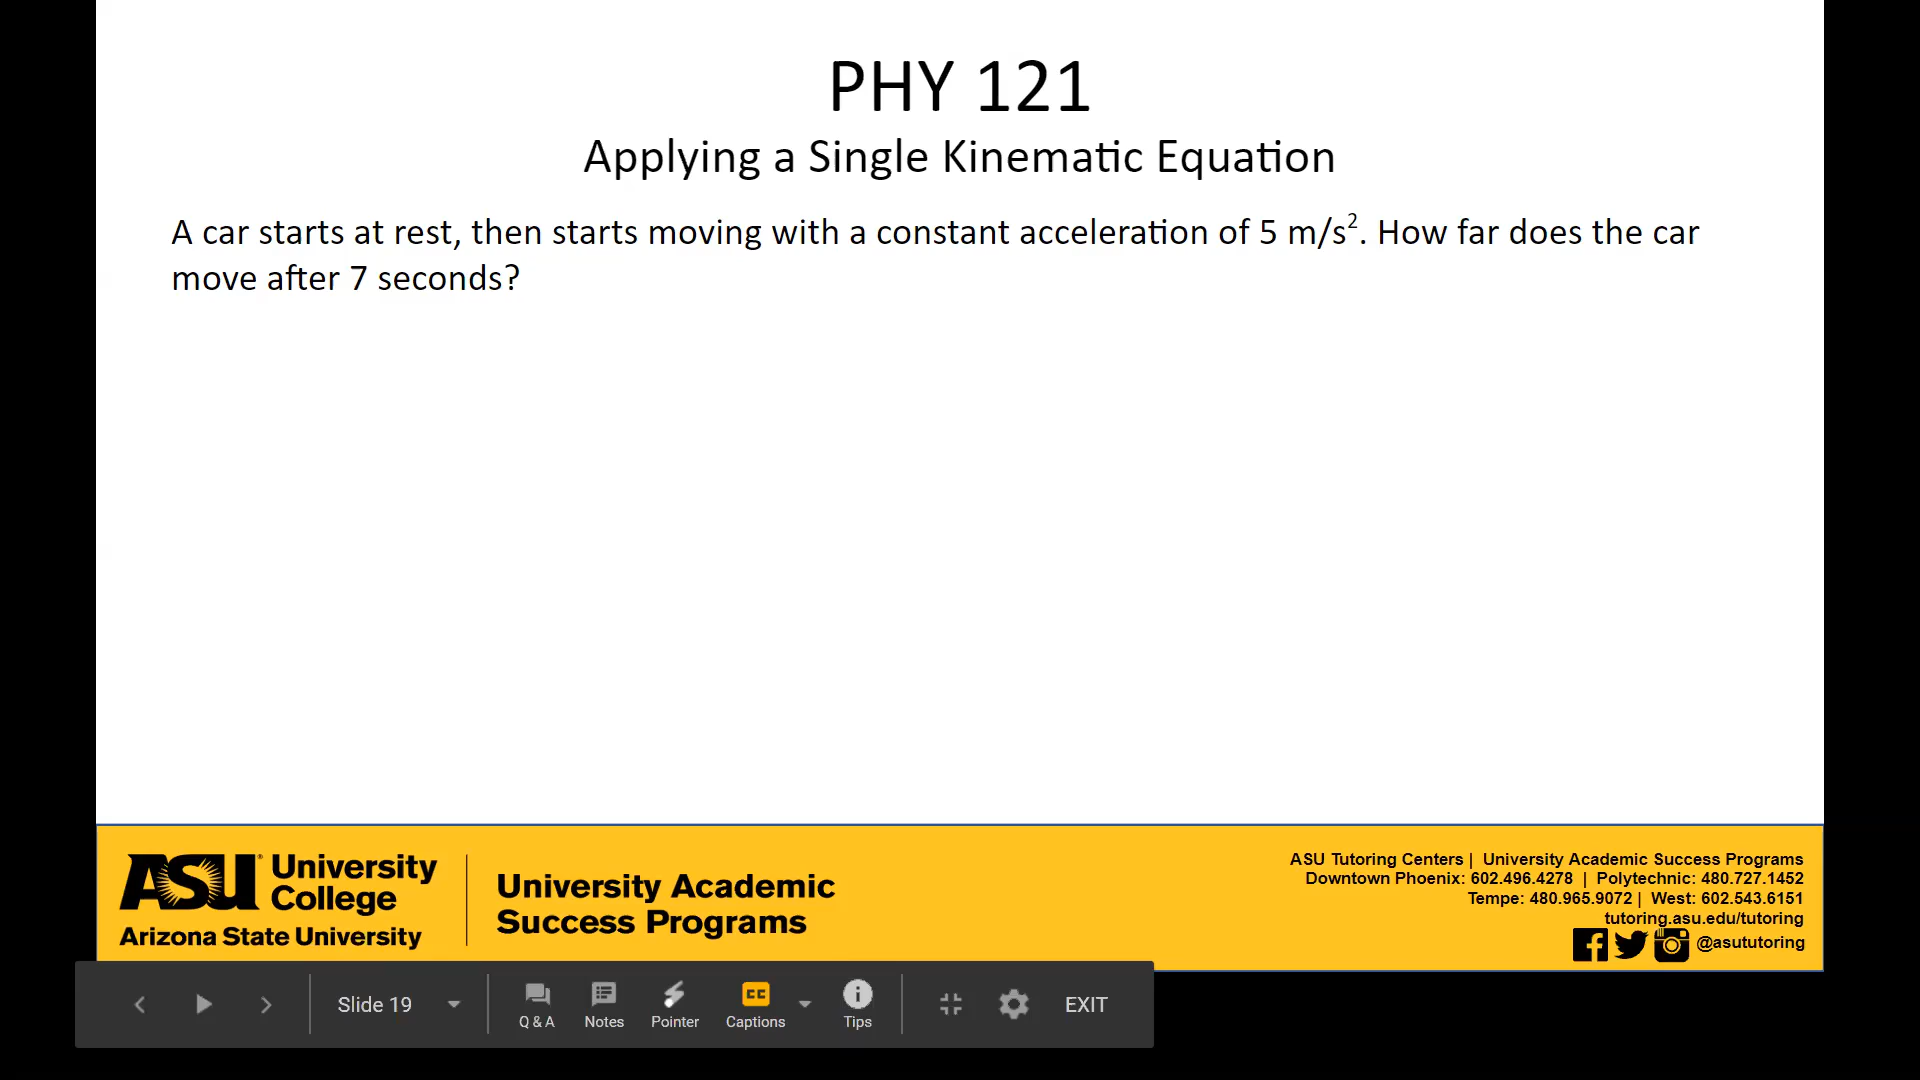 PHY 121
Applying a Single Kinematic Equation
A car starts at rest, then starts moving with a constant acceleration of 5 m/s². How far does the car
move after 7 seconds?
ASU University
College
Arizona State University
University Academic
Success Programs
ASU Tutoring Centers | University Academic Success Programs
Downtown Phoenix: 602.496.4278 | Polytechnic: 480.727.1452
Tempe: 480.965.9072 | West: 602.543.6151
tutoring.asu.edu/tutoring
@asututoring
Slide 19
Q & A
Notes
Pointer
CC
Captions
Tips
EXIT